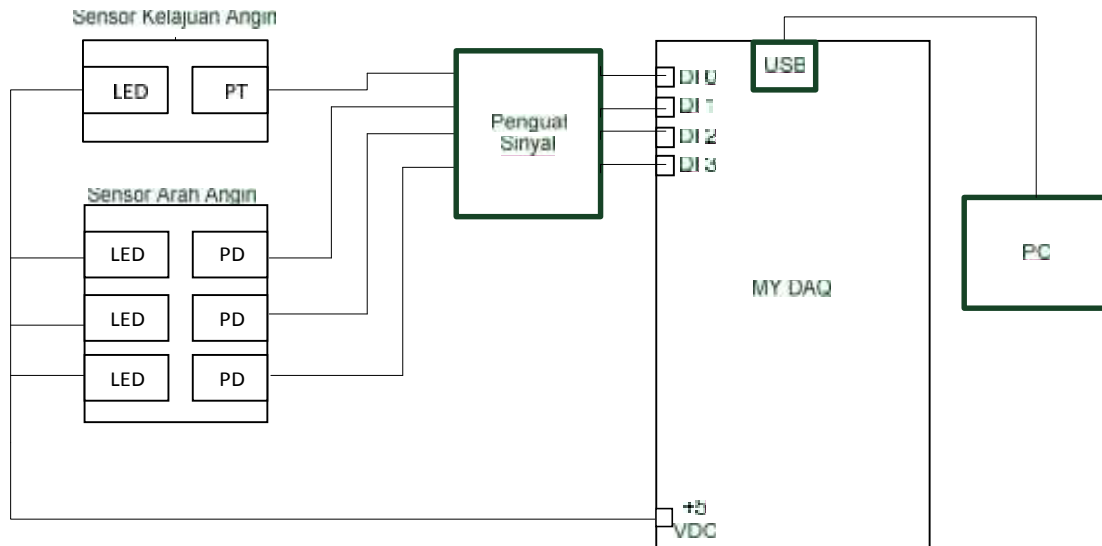 Sensor Kelajuan Angin
LED
PT
Sensor Arah Angin
LED
PD
LED
PD
LED
PD
Penguat
Sinyal
USB
DI 0
DI 1
DI 2
DI 3
MY DAQ
+5
VDC
PC